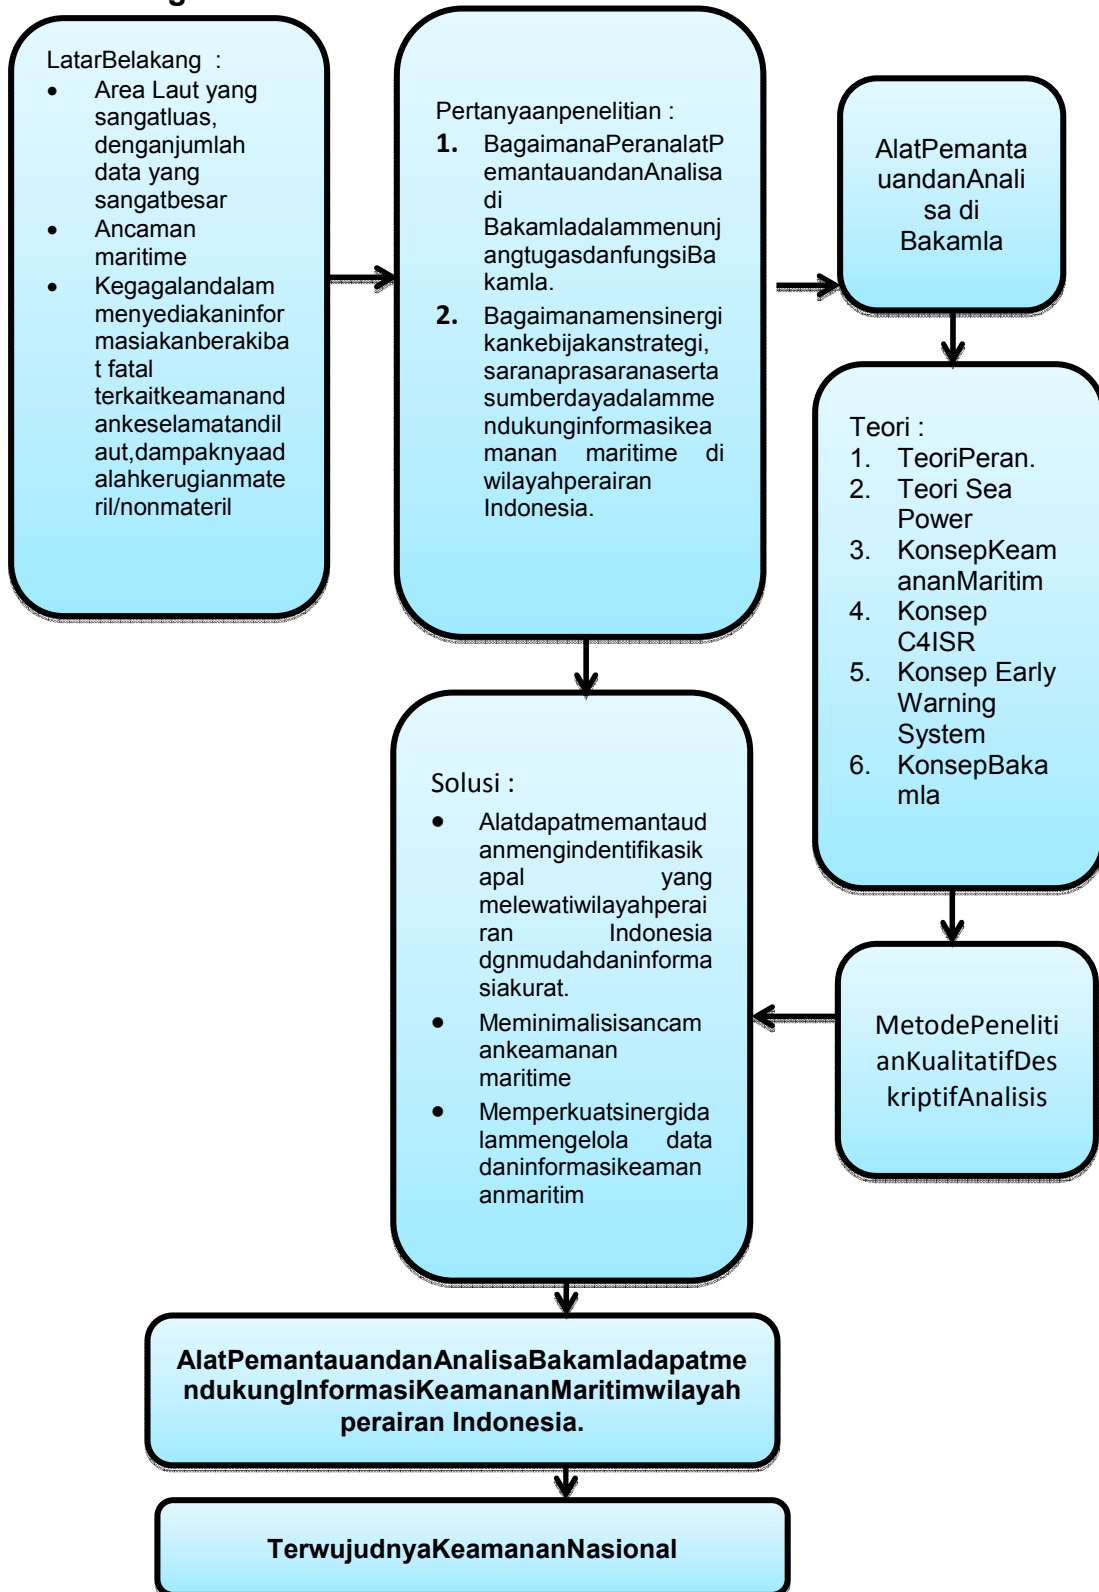 LatarBelakang :
• Area Laut yang
sangatluas,
denganjumlah
data yang
sangatbesar
• Ancaman
maritime
• Kegagalandalam
menyediakaninfor
masiakanberakiba
t fatal
terkaitkeamanand
ankeselamatandil
aut,dampaknyaad
alahkerugianmate
ril/nonmateril
Pertanyaanpenelitian :
1. BagaimanaPeranalatP
emantauandanAnalisa
di
Bakamladalammenunj
angtugasdanfungsiBa
kamla.
2. Bagaimanamensinergi
kankebijakanstrategi,
saranaprasaranaserta
sumberdayadalamme
ndukunginformasikea
manan maritime di
wilayahperairan
Indonesia.
AlatPemanta
uandanAnali
sa di
Bakamla
Teori :
1. TeoriPeran.
2. Teori Sea
Power
3. KonsepKeam
ananMaritim
4. Konsep
C4ISR
5. Konsep Early
Warning
System
6. KonsepBaka
mla
MetodePeneliti
anKualitatifDes
kriptifAnalisis
Solusi :
• Alatdapatmemantaud
anmengindentifikasik
apal yang
melewatiwilayahperai
ran Indonesia
dgnmudahdaninforma
siakurat.
• Meminimalisisancam
ankeamanan
maritime
• Memperkuatsinergida
lammengelola data
daninformasikeaman
anmaritim
AlatPemantauandanAnalisaBakamladapatme
ndukungInformasiKeamananMaritimwilayah
perairan Indonesia.
TerwujudnyaKeamananNasional